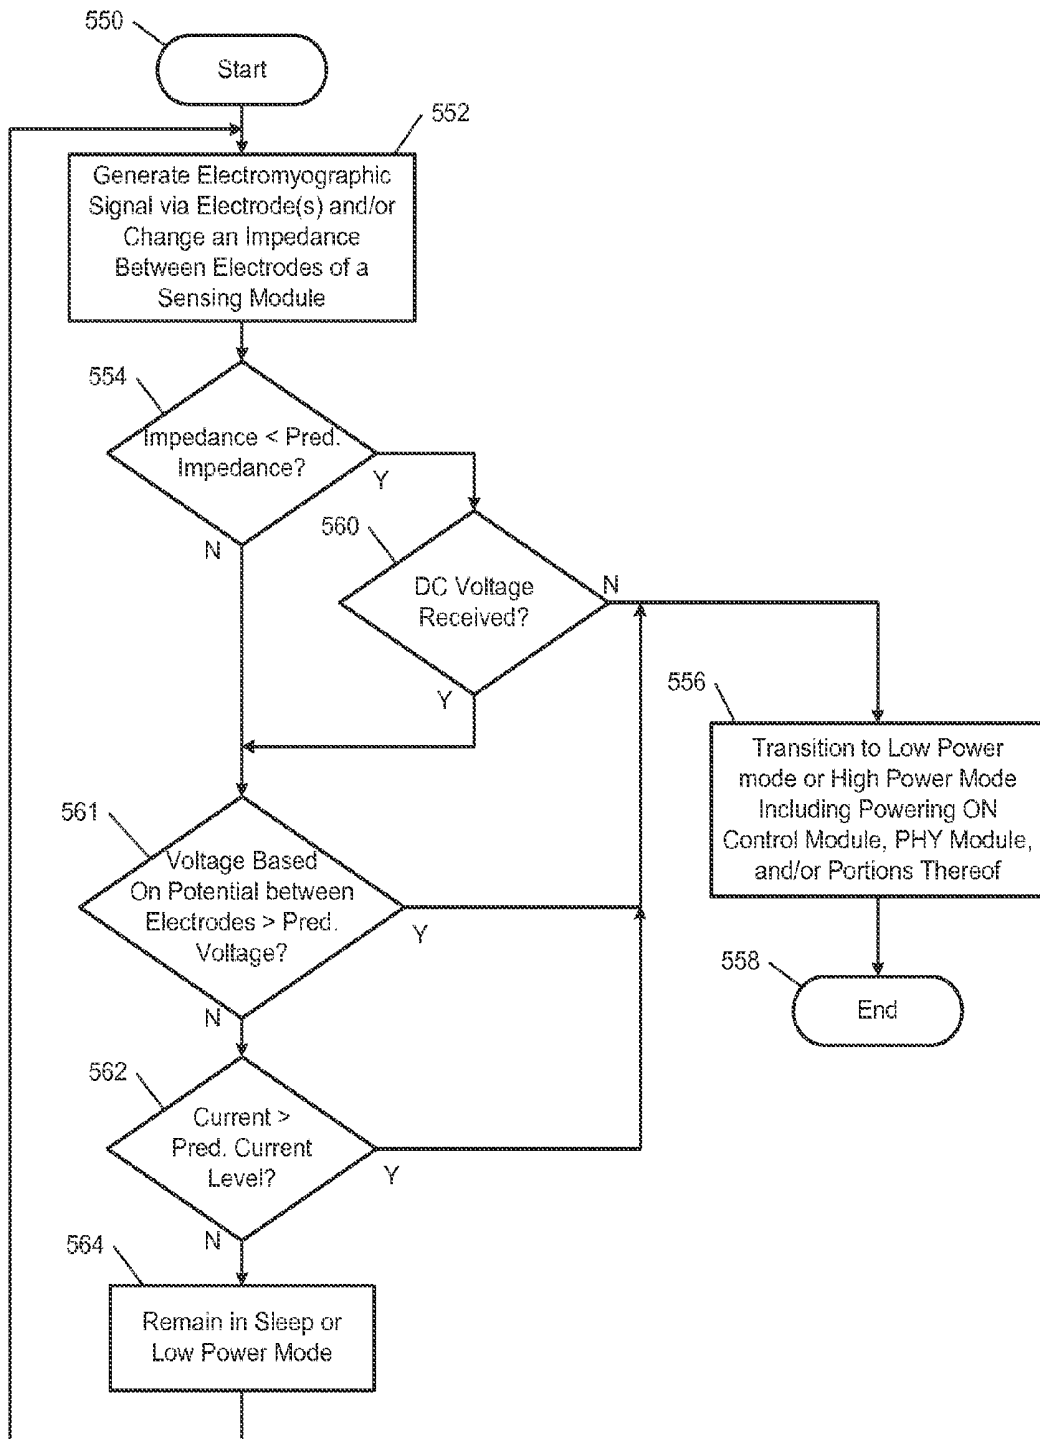 550
Start
552
Generate Electromyographic
Signal via Electrode(s) and/or
Change an Impedance
Between Electrodes of a
Sensing Module
554
Impedance < Pred.
Impedance?
Y
N
560
DC Voltage
Received?
N
Y
556
Transition to Low Power
mode or High Power Mode
Including Powering ON
Control Module, PHY Module,
and/or Portions Thereof
561
Voltage Based
On Potential between
Electrodes > Pred.
Voltage?
Y
N
558
End
562
Current >
Pred. Current
Level?
Y
N
564
Remain in Sleep or
Low Power Mode